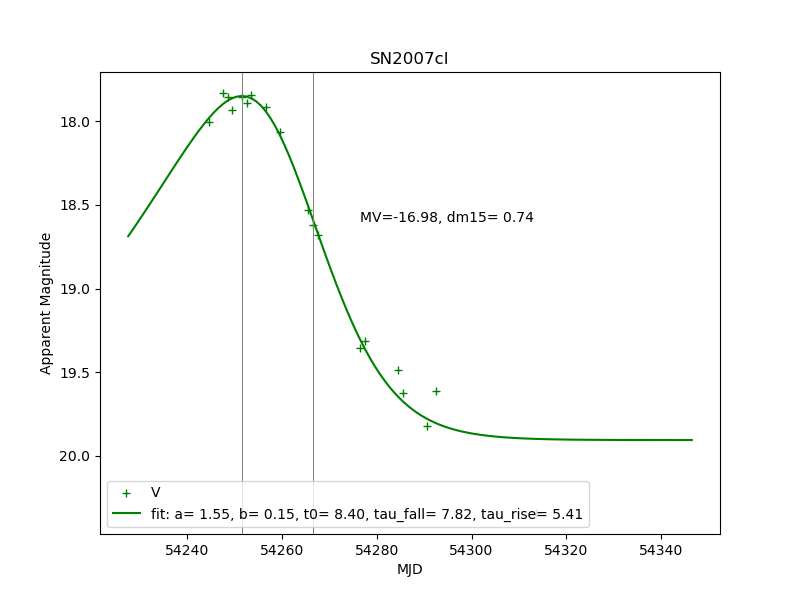 SN2007cl
Apparent Magnitude
18.0
18.5
19.0
19.5
20.0
MV=-16.98, dm15= 0.74
V
fit: a= 1.55, b= 0.15, t0= 8.40, tau_fall= 7.82, tau_rise= 5.41
54240 54260 54280 54300 54320 54340
MJD